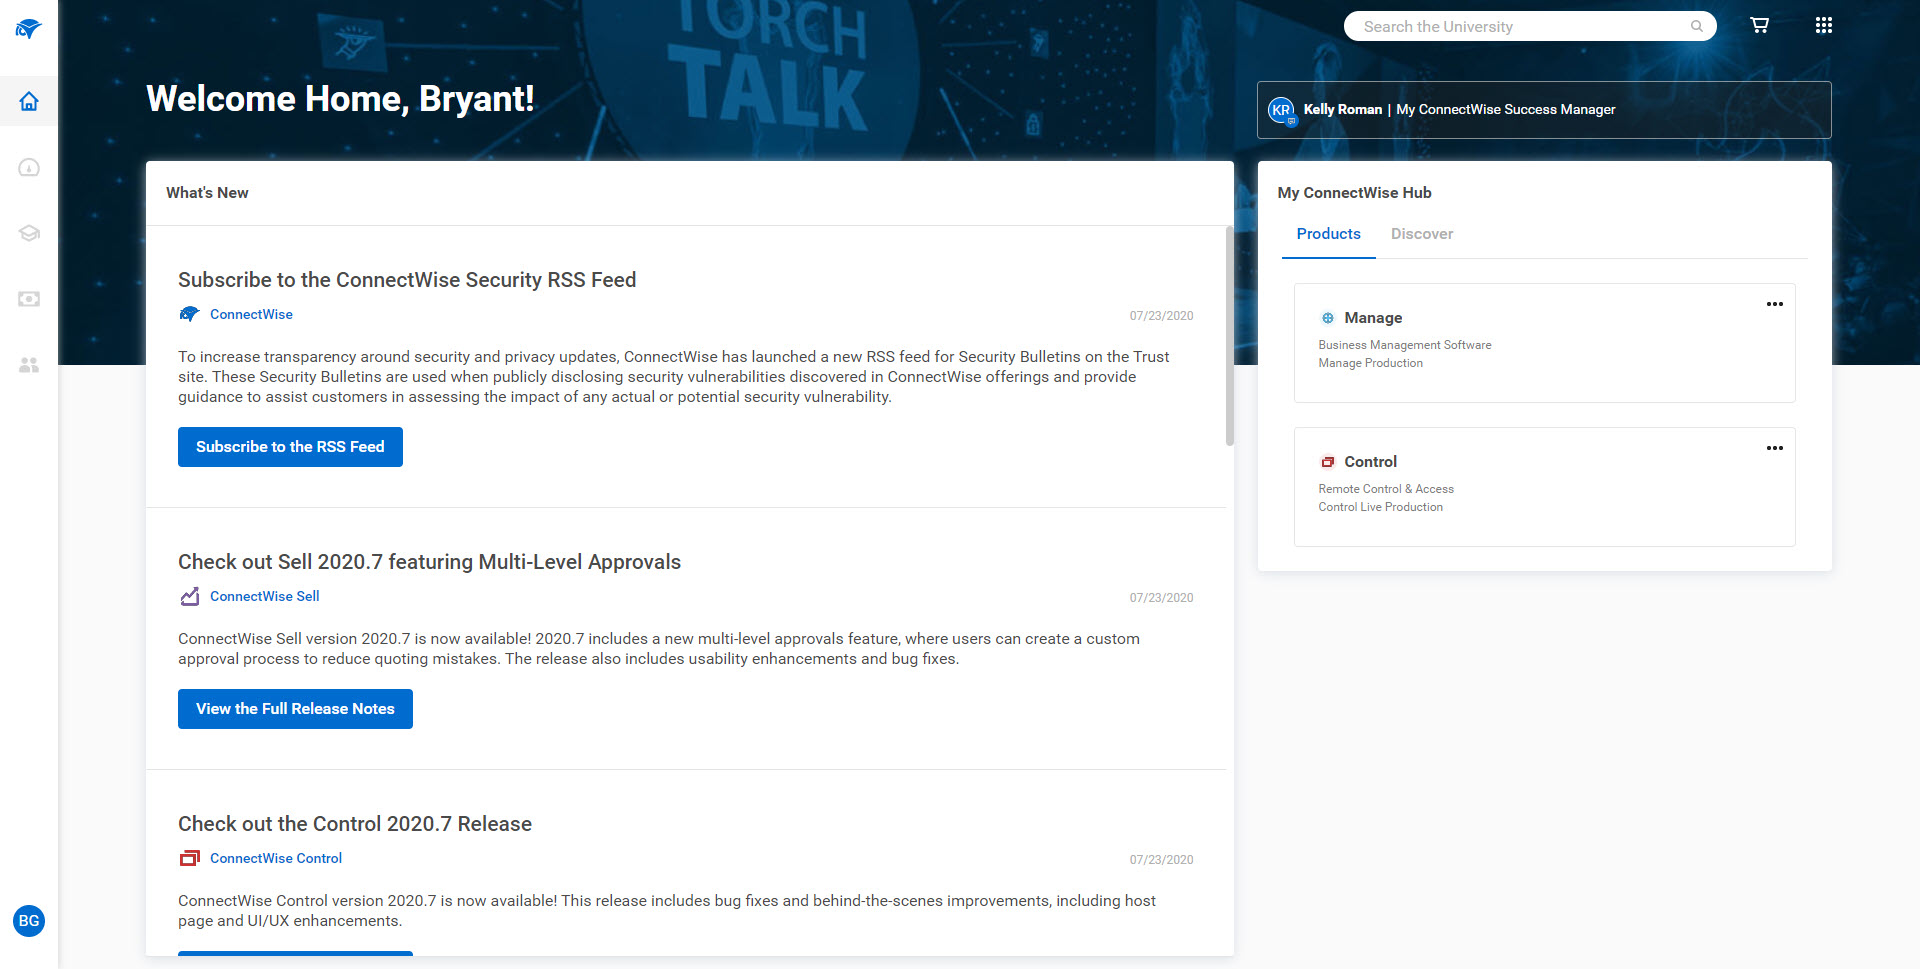 TORCH
TALK
Search the University
Welcome Home, Bryant!
KR Kelly Roman | My ConnectWise Success Manager
What's New
Subscribe to the ConnectWise Security RSS Feed
ConnectWise
07/23/2020
To increase transparency around security and privacy updates, ConnectWise has launched a new RSS feed for Security Bulletins on the Trust
site. These Security Bulletins are used when publicly disclosing security vulnerabilities discovered in ConnectWise offerings and provide
guidance to assist customers in assessing the impact of any actual or potential security vulnerability.
Subscribe to the RSS Feed
Check out Sell 2020.7 featuring Multi-Level Approvals
ConnectWise Sell
07/23/2020
ConnectWise Sell version 2020.7 is now available! 2020.7 includes a new multi-level approvals feature, where users can create a custom
approval process to reduce quoting mistakes. The release also includes usability enhancements and bug fixes.
View the Full Release Notes
Check out the Control 2020.7 Release
ConnectWise Control
07/23/2020
ConnectWise Control version 2020.7 is now available! This release includes bug fixes and behind-the-scenes improvements, including host
page and UI/UX enhancements.
My ConnectWise Hub
Products Discover
Manage
Business Management Software
Manage Production
Control
Remote Control & Access
Control Live Production
BG